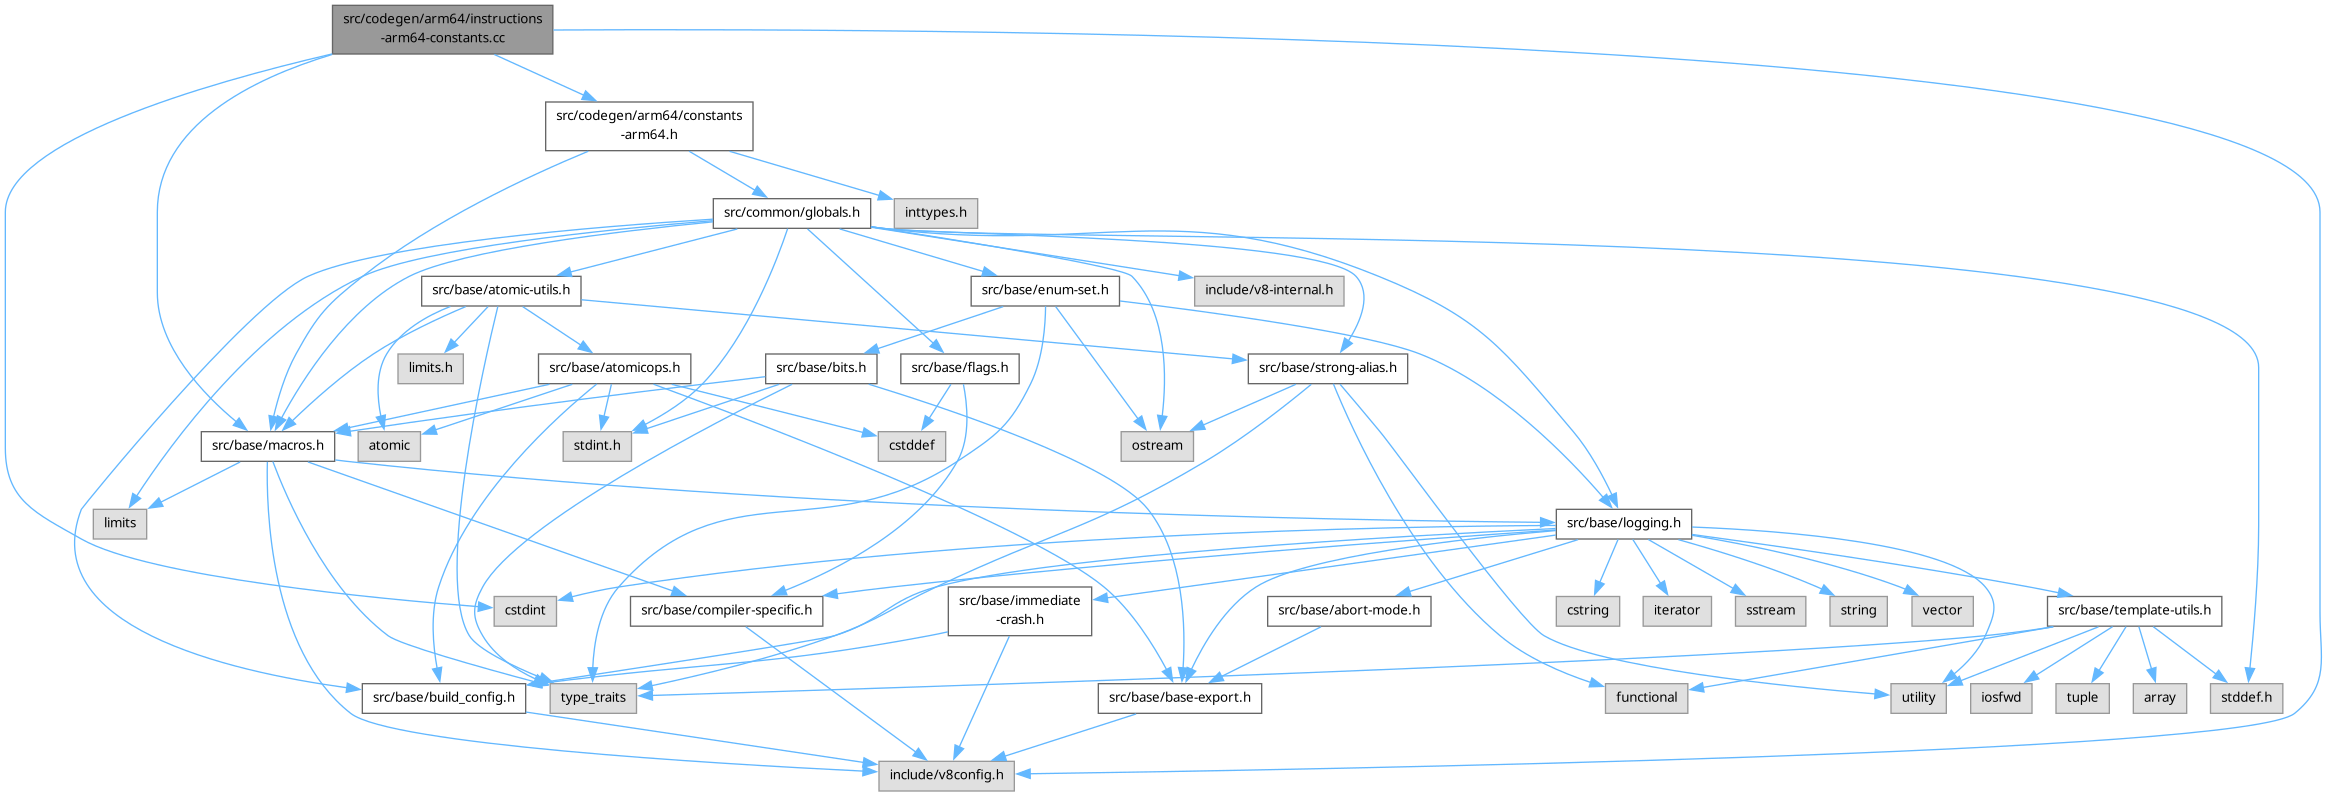 src/codegen/arm64/instructions
-arm64-constants.cc
src/codegen/arm64/constants
-arm64.h
src/common/globals.h
inttypes.h
src/base/atomic-utils.h
src/base/enum-set.h
include/v8-internal.h
limits.h
src/base/atomicops.h
src/base/bits.h
src/base/flags.h
src/base/strong-alias.h
src/base/macros.h
atomic
stdint.h
cstddef
ostream
limits
src/base/logging.h
cstdint
src/base/compiler-specific.h
src/base/immediate
-crash.h
src/base/abort-mode.h
cstring
iterator
sstream
string
vector
src/base/template-utils.h
src/base/build_config.h
type_traits
src/base/base-export.h
functional
utility
iosfwd
tuple
array
stddef.h
include/v8config.h